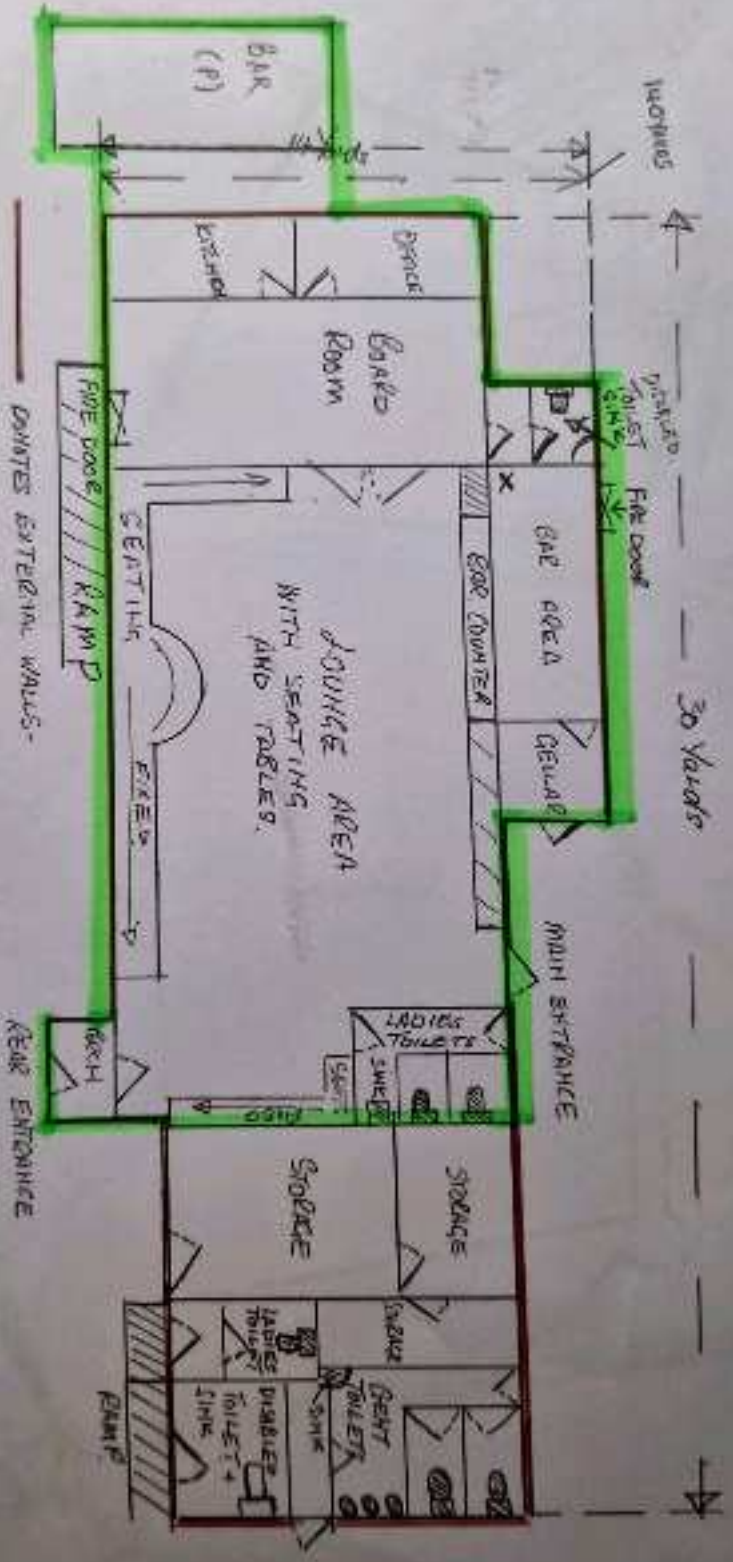 BAR
(P)
KITCHEN
OFFICE
BOARD
ROOM
DISABLED
TOILET
SINK
FIRE DOOR
X
BAR AREA
BAR COUNTER
CELLAR
30 Yards
MAIN ENTRANCE
LOUNGE AREA
WITH SEATING
AND TABLES.
FIRE DOOR
RAMP
SEATING
FIXED
DENOTES EXTERNAL WALLS-
PORCH
REAR ENTRANCE
LADIES
TOILETS
SINK
STORAGE
STORAGE
LADIES
TOILET
GENT
TOILETS
SINK
DISABLED
TOILET +
SINK
RAMP